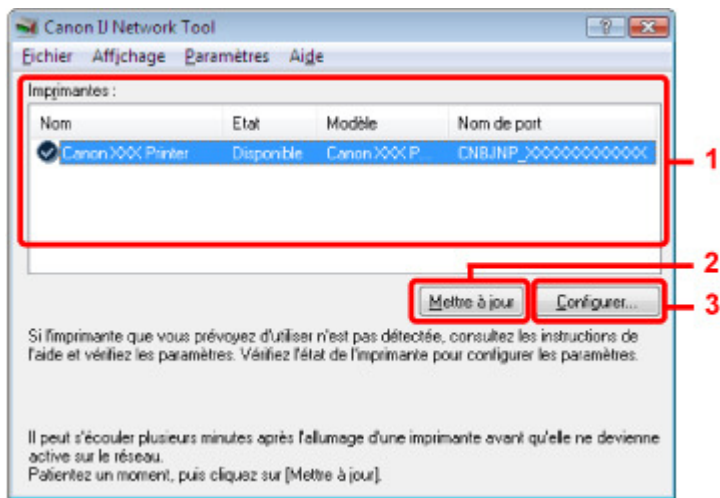 Canon IJ Network Tool
Fichier Affichage Paramètres Aide
Imprimantes :
Nom Etat Modèle Nom de port
Canon XXX Printer Disponible Canon XXX P... CNBJNP_XXXXXXXXXXXX
1
2
Mettre à jour Configurer... 3
Si l'imprimante que vous prévoyez d'utiliser n'est pas détectée, consultez les instructions de
l'aide et vérifiez les paramètres. Vérifiez l'état de l'imprimante pour configurer les paramètres.
Il peut s'écouler plusieurs minutes après l'allumage d'une imprimante avant qu'elle ne devienne
active sur le réseau.
Patientez un moment, puis cliquez sur [Mettre à jour].